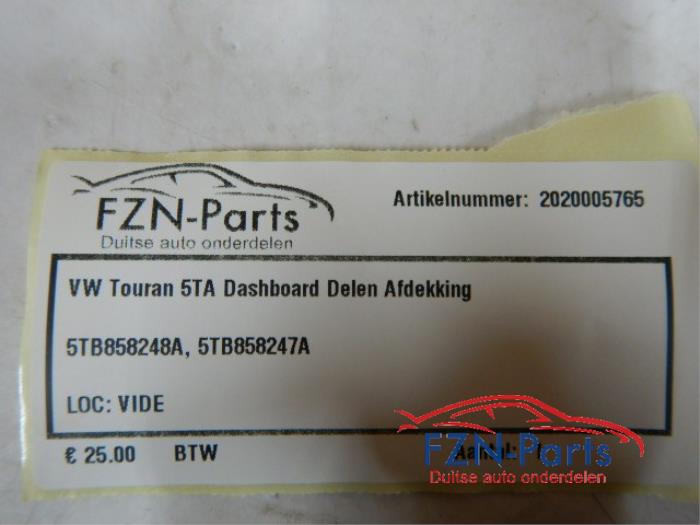 FZN-Parts
Duitse auto onderdelen
Artikelnummer: 2020005765
VW Touran 5TA Dashboard Delen Afdekking
5TB858248A, 5TB858247A
LOC: VIDE
€ 25.00 BTW Aantal:
FZN-Parts
Duitse auto onderdelen